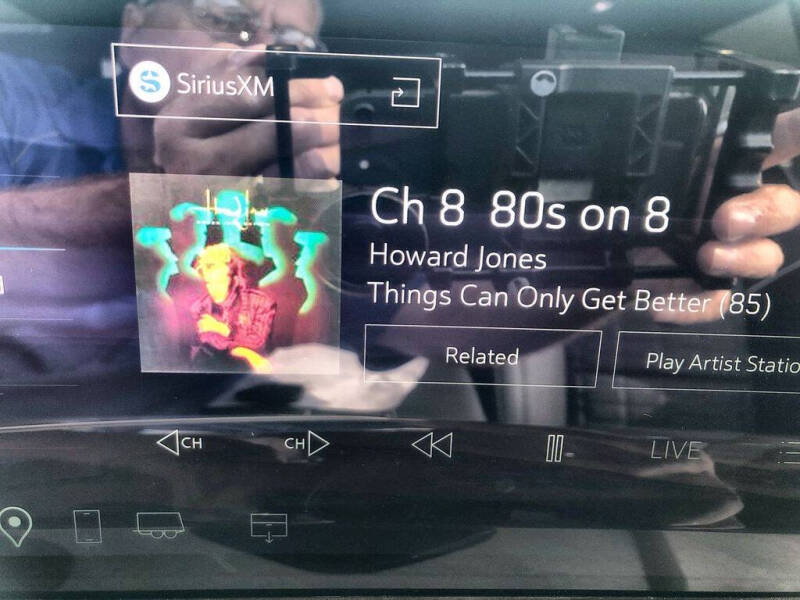 SiriusXM
Ch 8 80s on 8
Howard Jones
Things Can Only Get Better (85)
Related
Play Artist Statio
CH
CH
LIVE